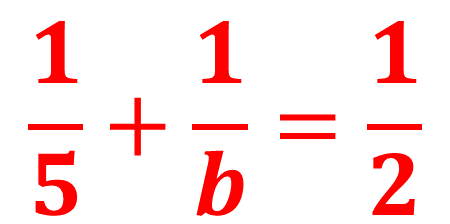 1/5 + 1/b = 1/2